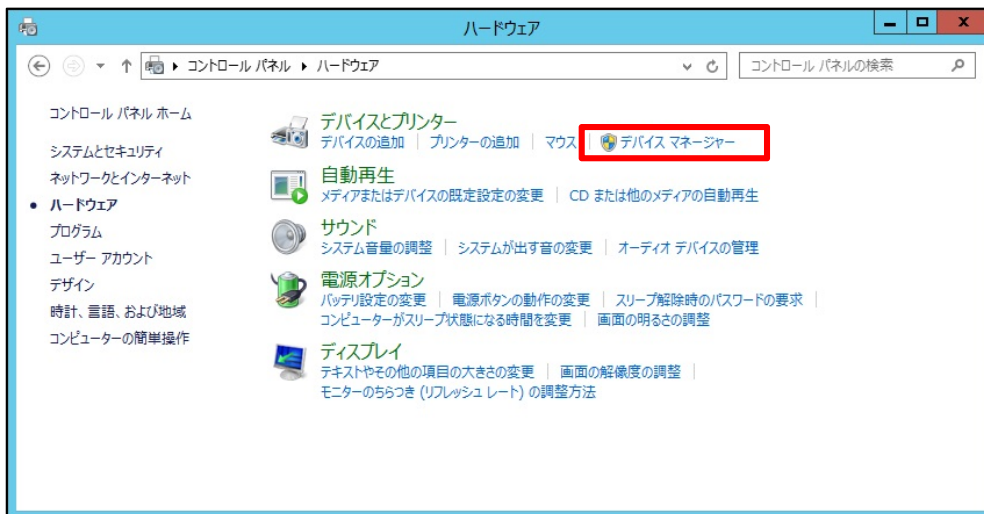 ハードウェア
コントロール パネル ハードウェア
コントロール パネルの検索
コントロール パネル ホーム
システムとセキュリティ
ネットワークとインターネット
ハードウェア
プログラム
ユーザー アカウント
デザイン
時計、言語、および地域
コンピューターの簡単操作
デバイスとプリンター
デバイスの追加 プリンターの追加 マウス デバイス マネージャー
自動再生
メディアまたはデバイスの既定設定の変更 CD または他のメディアの自動再生
サウンド
システム音量の調整 システムが出す音の変更 オーディオ デバイスの管理
電源オプション
バッテリ設定の変更 電源ボタンの動作の変更 スリープ解除時のパスワードの要求
コンピューターがスリープ状態になる時間を変更 画面の明るさの調整
ディスプレイ
テキストやその他の項目の大きさの変更 画面の解像度の調整
モニターのちらつき (リフレッシュ レート) の調整方法